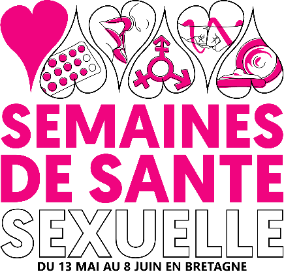 SEMAINES
DE SANTE
SEXUELLE
DU 13 MAI AU 8 JUIN EN BRETAGNE